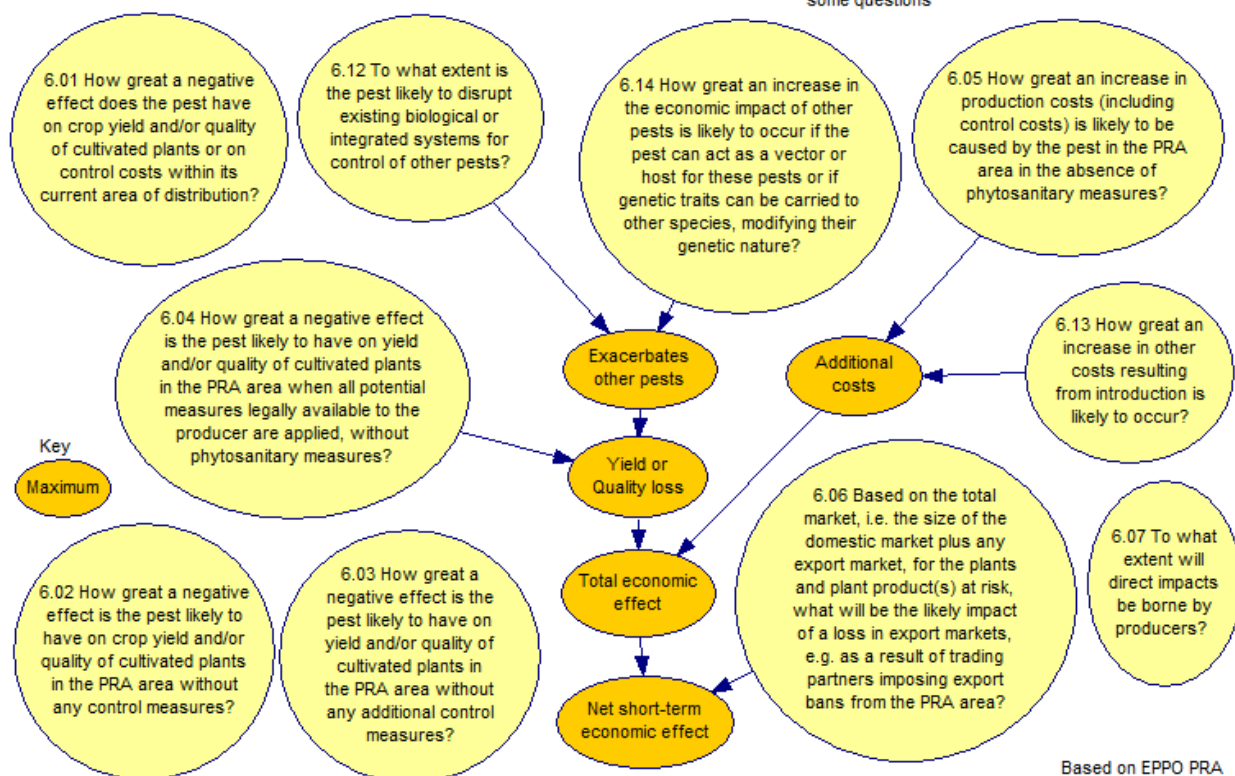 some questions
6.01 How great a negative
effect does the pest have
on crop yield and/or quality
of cultivated plants or on
control costs within its
current area of distribution?
6.12 To what extent is
the pest likely to disrupt
existing biological or
integrated systems for
control of other pests?
6.14 How great an increase in
the economic impact of other
pests is likely to occur if the
pest can act as a vector or
host for these pests or if
genetic traits can be carried to
other species, modifying their
genetic nature?
6.05 How great an increase in
production costs (including
control costs) is likely to be
caused by the pest in the PRA
area in the absence of
phytosanitary measures?
6.04 How great a negative effect
is the pest likely to have on yield
and/or quality of cultivated plants
in the PRA area when all potential
measures legally available to the
producer are applied, without
phytosanitary measures?
Exacerbates
other pests
Additional
costs
6.13 How great an
increase in other
costs resulting
from introduction is
likely to occur?
Key
Maximum
Yield or
Quality loss
6.02 How great a negative
effect is the pest likely to
have on crop yield and/or
quality of cultivated plants
in the PRA area without
any control measures?
6.03 How great a
negative effect is the
pest likely to have on
yield and/or quality of
cultivated plants in
the PRA area without
any additional control
measures?
Total economic
effect
Net short-term
economic effect
6.06 Based on the total
market, i.e. the size of the
domestic market plus any
export market, for the plants
and plant product(s) at risk,
what will be the likely impact
of a loss in export markets,
e.g. as a result of trading
partners imposing export
bans from the PRA area?
6.07 To what
extent will
direct impacts
be borne by
producers?
Based on EPPO PRA